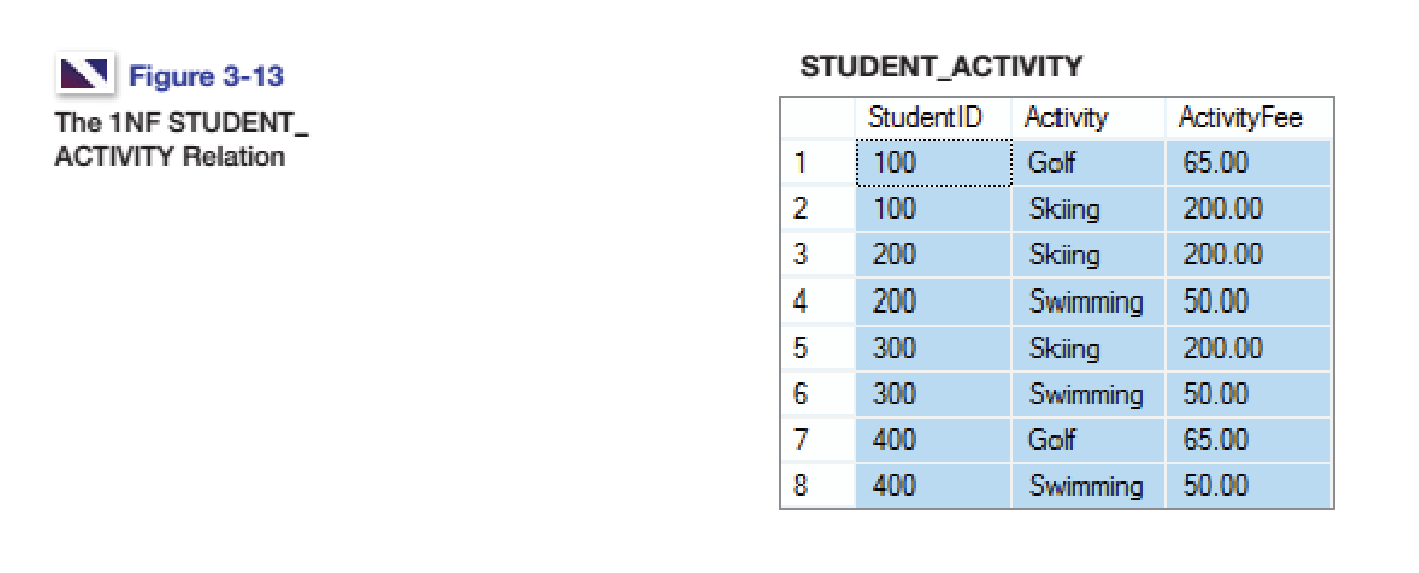 Figure 3-13
The 1NF STUDENT_
ACTIVITY Relation
STUDENT_ACTIVITY
StudentID Activity ActivityFee
1 100 Golf 65.00
2 100 Skiing 200.00
3 200 Skiing 200.00
4 200 Swimming 50.00
5 300 Skiing 200.00
6 300 Swimming 50.00
7 400 Golf 65.00
8 400 Swimming 50.00